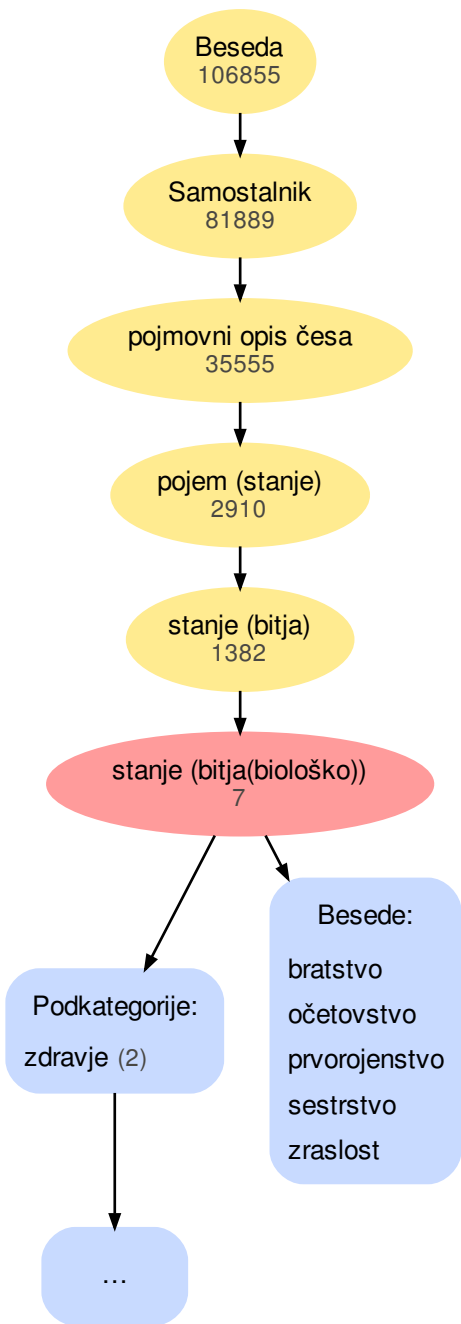 Beseda
106855
Samostalnik
81889
pojmovni opis česa
35555
pojem (stanje)
2910
stanje (bitja)
1382
stanje (bitja(biološko))
7
Besede:
bratstvo
očetovstvo
prvorojenstvo
sestrstvo
zraslost
Podkategorije:
zdravje (2)
...